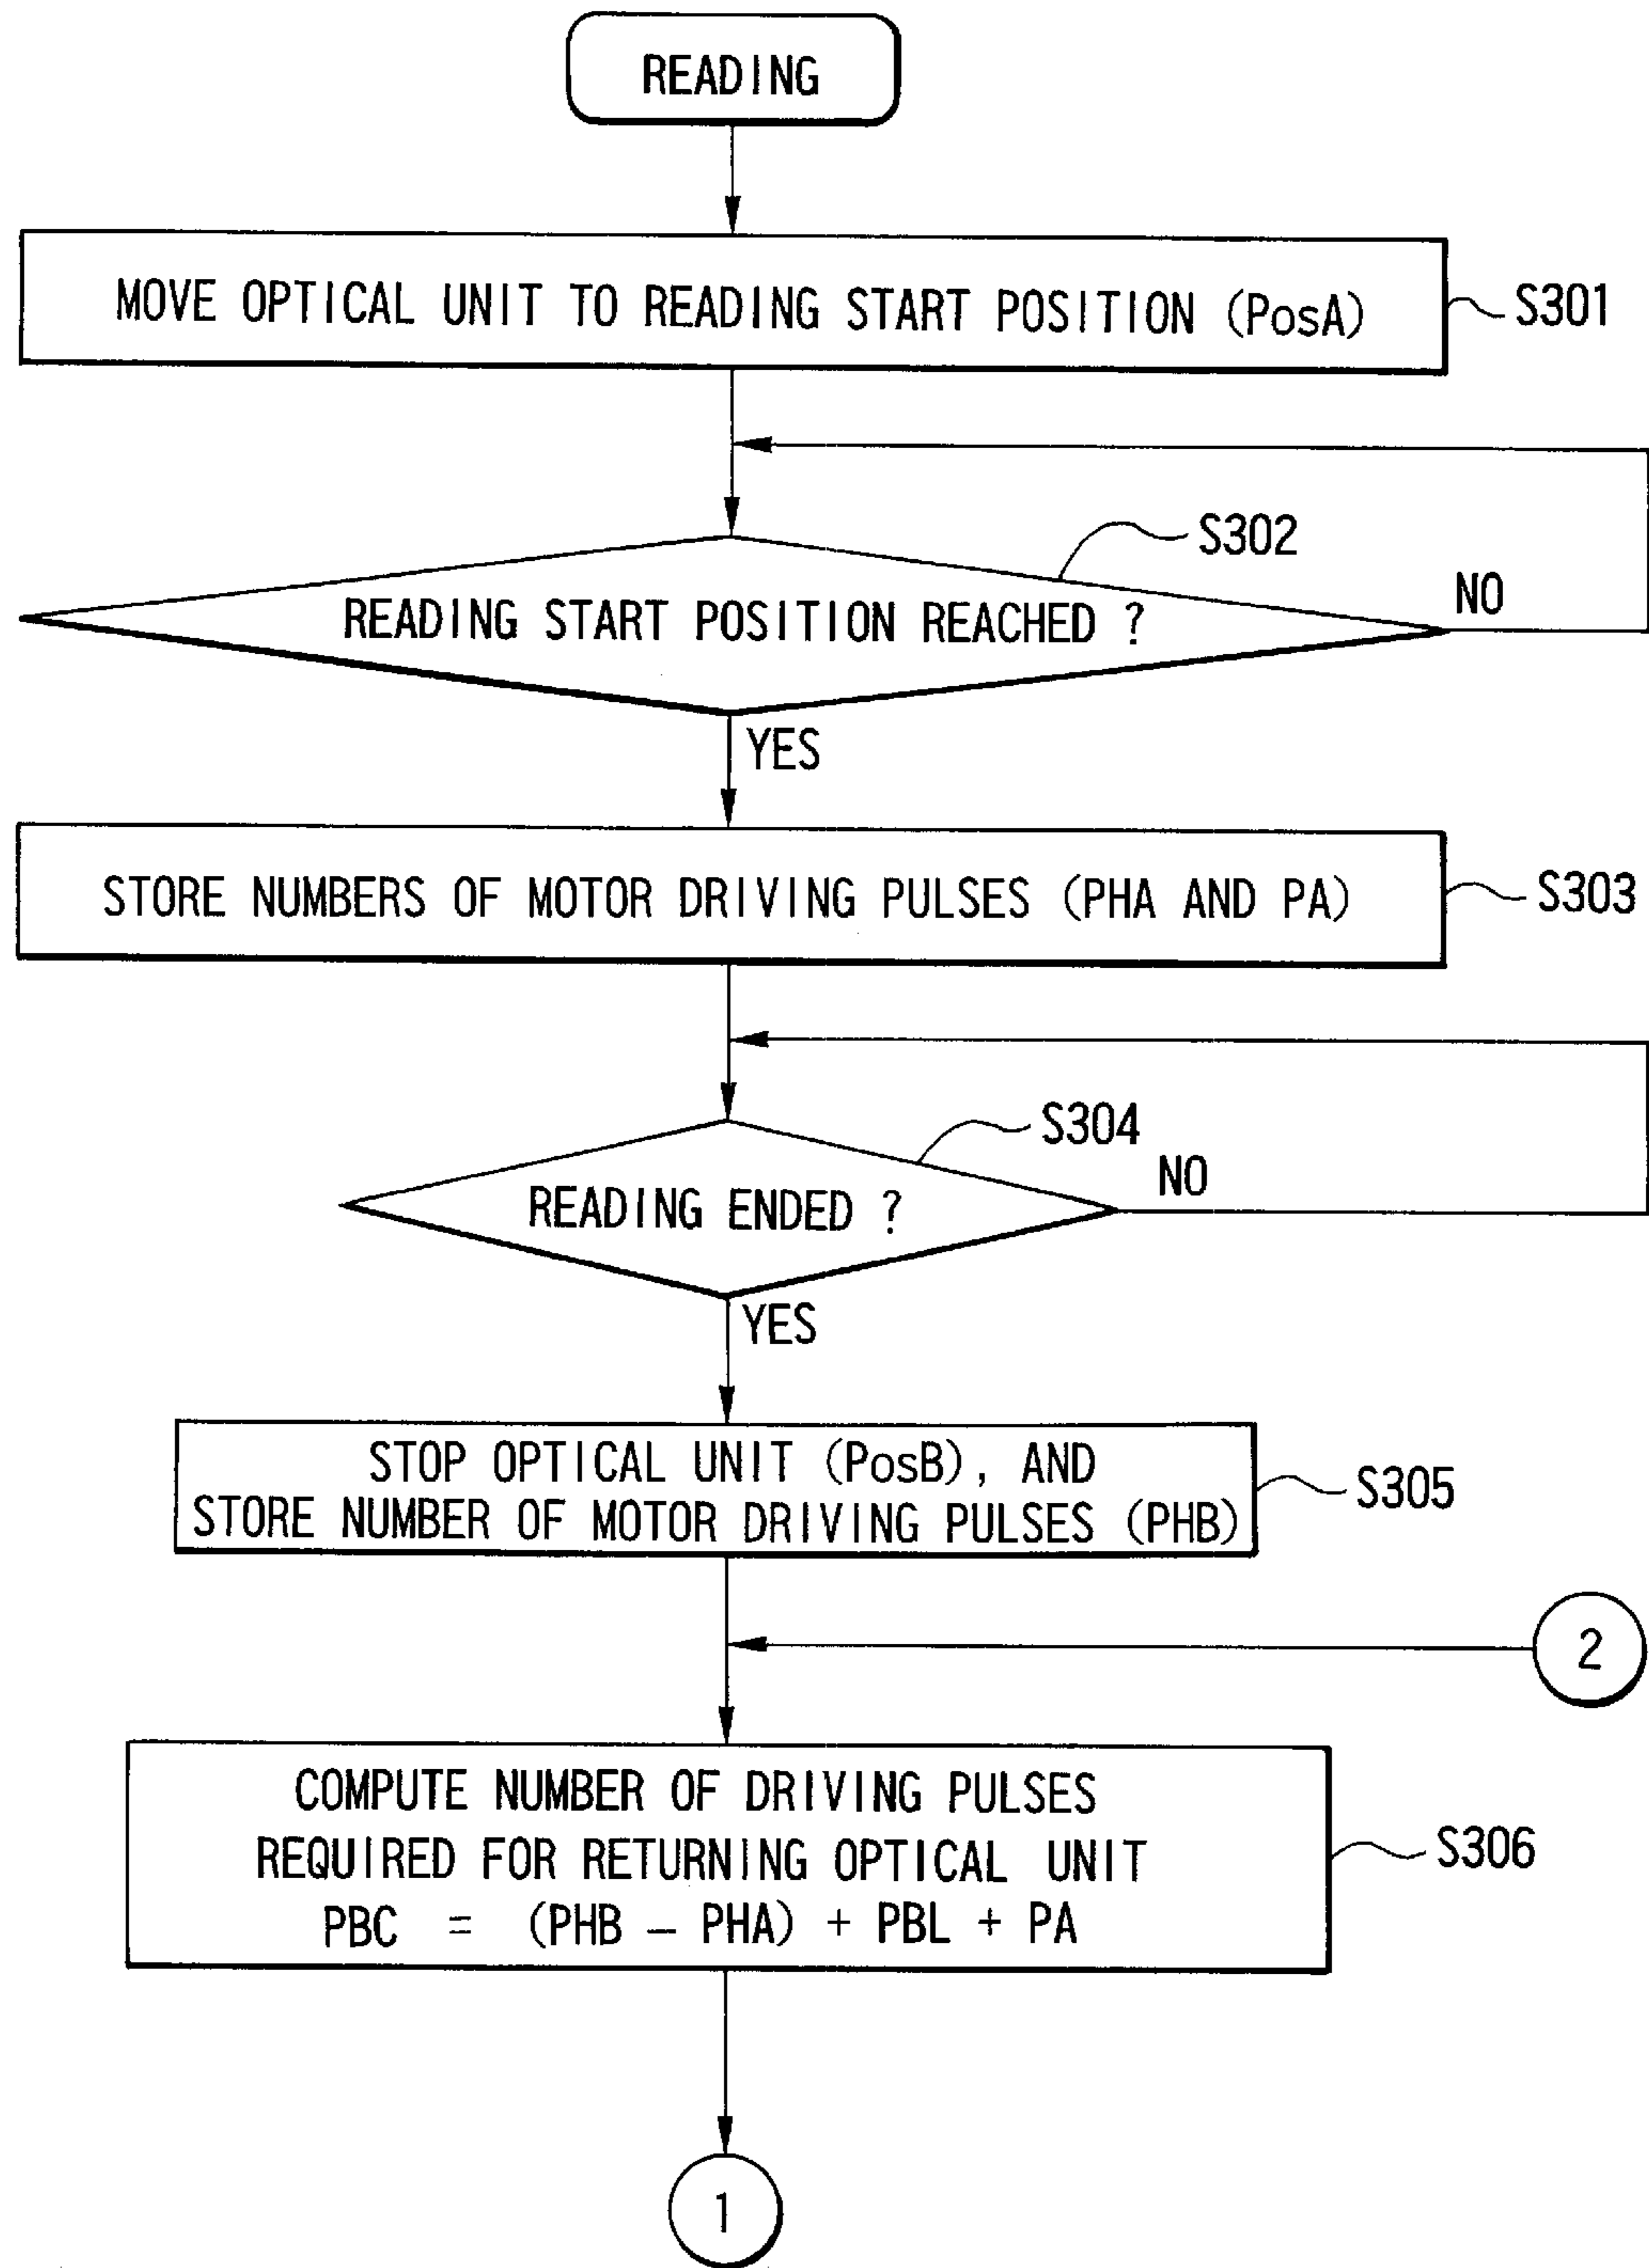 READING
MOVE OPTICAL UNIT TO READING START POSITION (PosA)
S301
S302
READING START POSITION REACHED ?
NO
YES
STORE NUMBERS OF MOTOR DRIVING PULSES (PHA AND PA)
S303
S304
READING ENDED ?
NO
YES
STOP OPTICAL UNIT (PosB), AND
STORE NUMBER OF MOTOR DRIVING PULSES (PHB)
S305
2
COMPUTE NUMBER OF DRIVING PULSES
REQUIRED FOR RETURNING OPTICAL UNIT
PBC = (PHB – PHA) + PBL + PA
S306
1